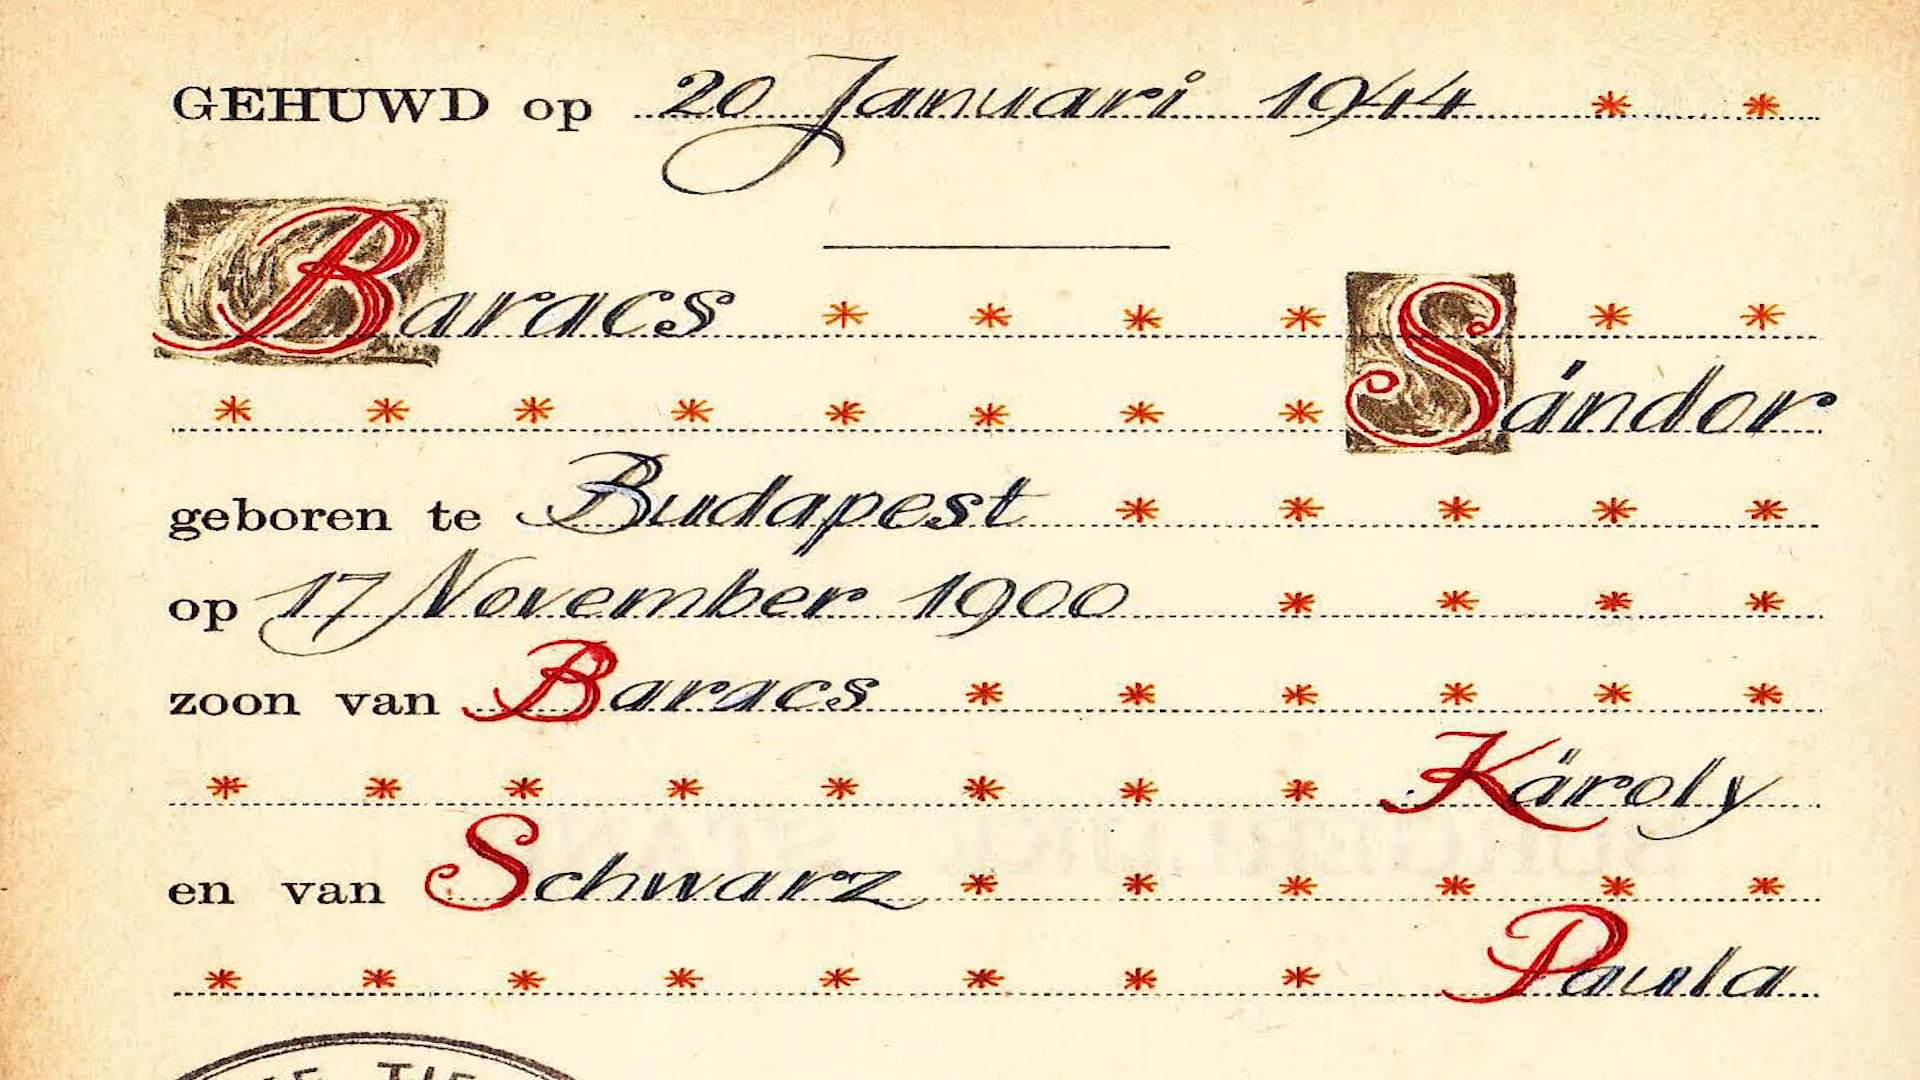 GEHUWD op 20 Januari 1944 * *
Baracs * * * * * *
* * * * * * * * Sándor
geboren te Budapest * * * * *
op 17 November 1900 * * * *
zoon van Baracs * * * * * *
* * * * * * * * Käroly
en van Schwarz * * * * * *
* * * * * * * * Paula